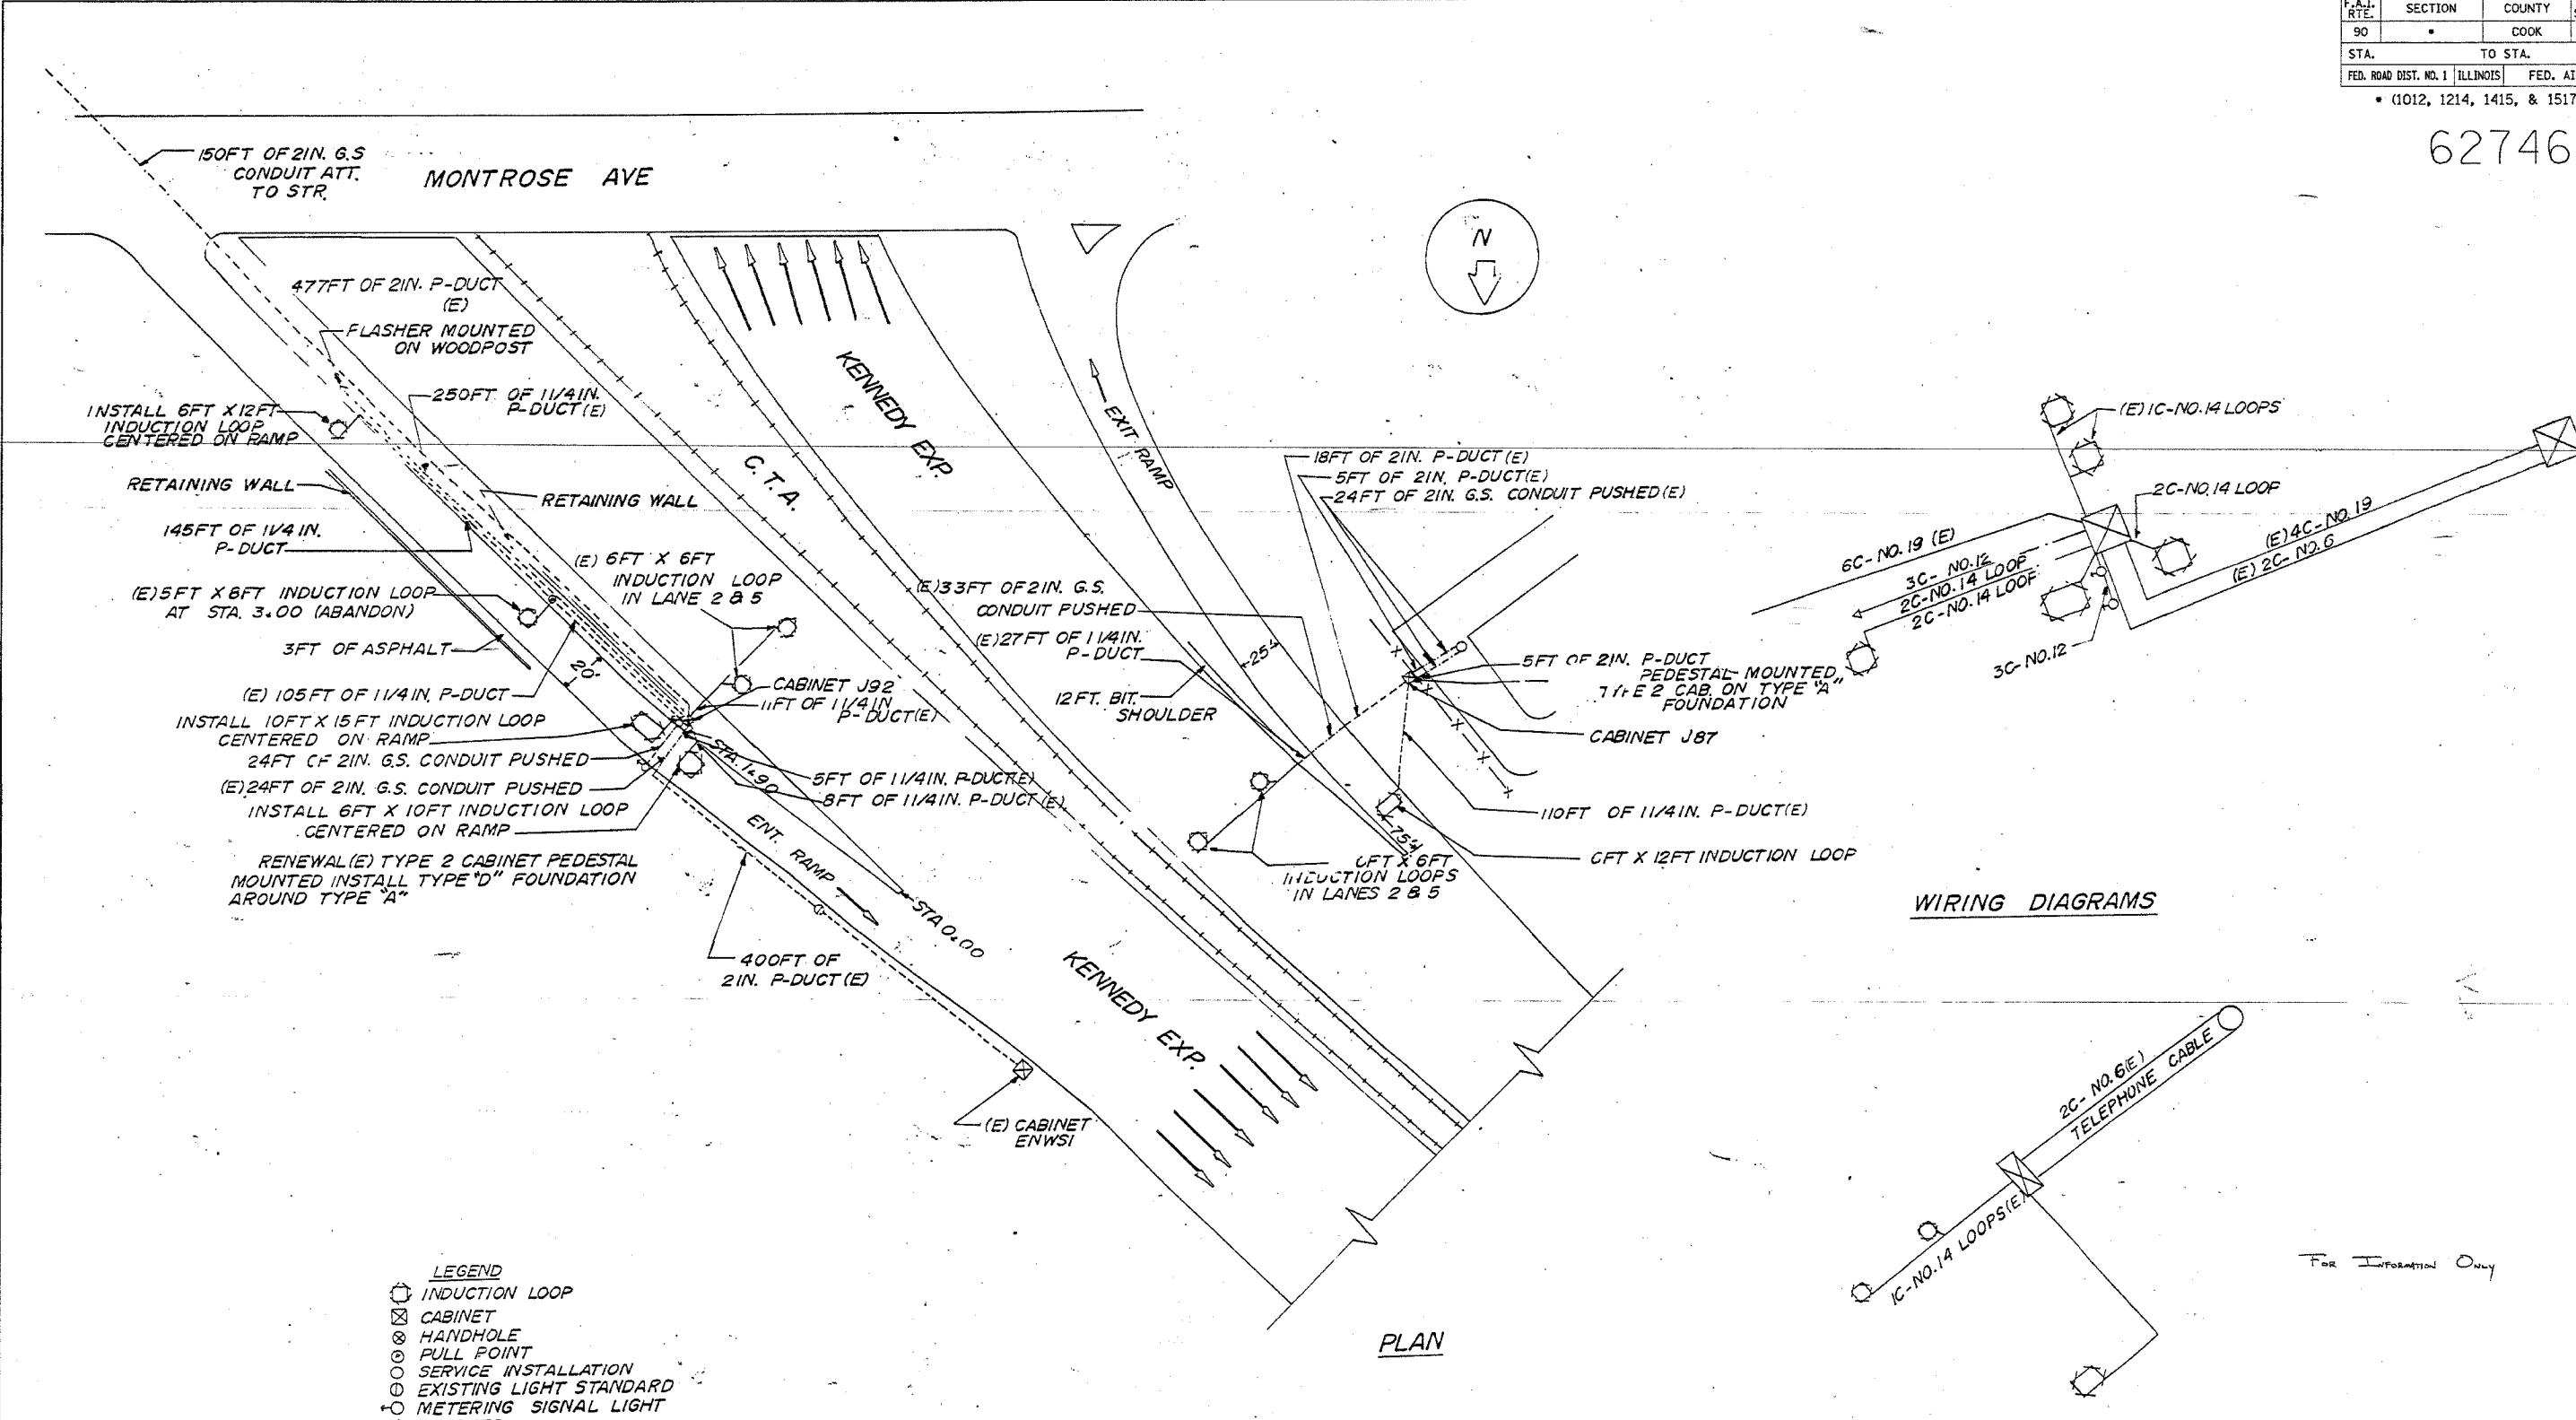 F.A.I. RTE. SECTION COUNTY
90 • COOK
STA. TO STA.
FED. ROAD DIST. NO. 1 ILLINOIS FED. AI
• (1012, 1214, 1415, & 1517
62746
150FT OF 2IN. G.S
CONDUIT ATT.
TO STR.
MONTROSE AVE
N
477FT OF 2IN. P-DUCT
(E)
FLASHER MOUNTED
ON WOODPOST
250FT OF 11/4IN.
P-DUCT(E)
INSTALL 6FT X12FT
INDUCTION LOOP
CENTERED ON RAMP
RETAINING WALL
RETAINING WALL
145FT OF 11/4 IN.
P-DUCT
(E) 6FT X 6FT
INDUCTION LOOP
IN LANE 2 & 5
(E)5FT X 8FT INDUCTION LOOP
AT STA. 3+00 (ABANDON)
3FT OF ASPHALT
20'
(E) 105FT OF 11/4 IN. P-DUCT
CABINET J92
11FT OF 11/4 IN
P-DUCT(E)
INSTALL 10FT X 15FT INDUCTION LOOP
CENTERED ON RAMP
24FT OF 2IN. G.S. CONDUIT PUSHED
(E)24FT OF 2IN. G.S. CONDUIT PUSHED
INSTALL 6FT X 10FT INDUCTION LOOP
CENTERED ON RAMP
STA. 1+90
5FT OF 11/4IN. P-DUCT(E)
8FT OF 11/4IN. P-DUCT(E)
RENEWAL(E) TYPE 2 CABINET PEDESTAL
MOUNTED INSTALL TYPE "D" FOUNDATION
AROUND TYPE "A"
ENT. RAMP
STA 0+00
400FT OF
2IN. P-DUCT(E)
(E) CABINET
ENWSI
KENNEDY EXP.
C.T.A.
EXIT RAMP
KENNEDY EXP.
18FT OF 2IN. P-DUCT(E)
5FT OF 2IN. P-DUCT(E)
24FT OF 2IN. G.S. CONDUIT PUSHED(E)
(E)33FT OF 2IN. G.S.
CONDUIT PUSHED
(E)27FT OF 11/4IN.
P-DUCT
12FT. BIT.
SHOULDER
25'
5FT OF 2IN. P-DUCT
PEDESTAL-MOUNTED
2 CAB. ON TYPE "A"
FOUNDATION
CABINET J87
110FT OF 11/4IN. P-DUCT(E)
75'
X 12FT INDUCTION LOOP
X 6FT
INDUCTION LOOPS
IN LANES 2 & 5
(E)1C-NO.14 LOOPS
2C-NO.14 LOOP
6C-NO.19 (E)
3C-NO.12
2C-NO.14 LOOP
2C-NO.14 LOOP
(E)4C-NO.19
(E) 2C-NO.6
3C-NO.12
WIRING DIAGRAMS
2C-NO.6(E)
TELEPHONE CABLE
1C-NO.14 LOOPS(E)
FOR INFORMATION ONLY
PLAN
LEGEND
INDUCTION LOOP
CABINET
HANDHOLE
PULL POINT
SERVICE INSTALLATION
EXISTING LIGHT STANDARD
METERING SIGNAL LIGHT